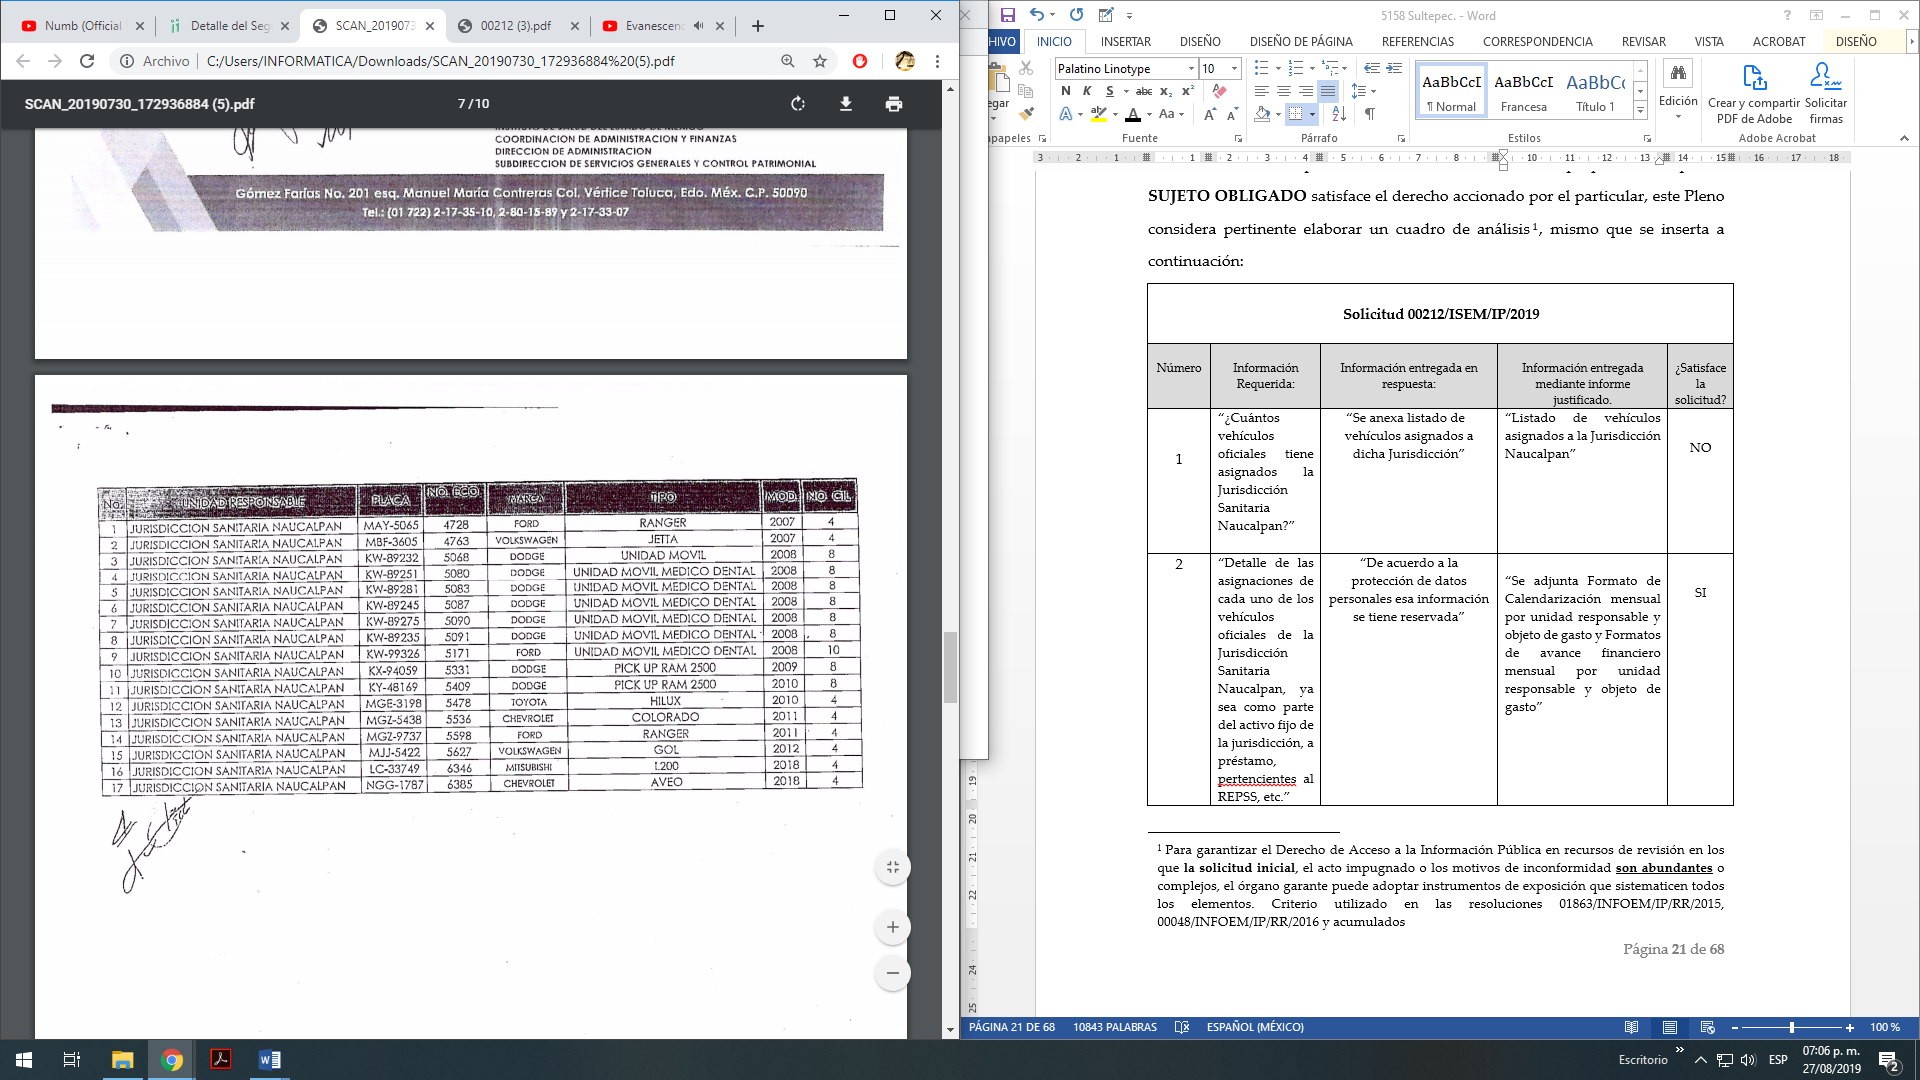 Numb (Official
Detalle del Seg
SCAN_2019073
00212 (3).pdf
Evanescenc
Archivo
C:/Users/INFORMATICA/Downloads/SCAN_20190730_172936884%20(5).pdf
SCAN_20190730_172936884 (5).pdf
7 / 10
COORDINACION DE ADMINISTRACION Y FINANZAS
DIRECCION DE ADMINISTRACION
SUBDIRECCION DE SERVICIOS GENERALES Y CONTROL PATRIMONIAL
Gómez Farías No. 201 esq. Manuel María Contreras Col. Vértice Toluca, Edo. Méx. C.P. 50090
Tel.: (01 722) 2-17-35-10, 2-80-15-89 y 2-17-33-07
No. UNIDAD RESPONSABLE PLACA NO. ECO MARCA TIPO MOD. NO. CIL
1 JURISDICCION SANITARIA NAUCALPAN MAY-5065 4728 FORD RANGER 2007 4
2 JURISDICCION SANITARIA NAUCALPAN MBF-3605 4763 VOLKSWAGEN JETTA 2007 4
3 JURISDICCION SANITARIA NAUCALPAN KW-89232 5068 DODGE UNIDAD MOVIL 2008 8
4 JURISDICCION SANITARIA NAUCALPAN KW-89251 5080 DODGE UNIDAD MOVIL MEDICO DENTAL 2008 8
5 JURISDICCION SANITARIA NAUCALPAN KW-89281 5083 DODGE UNIDAD MOVIL MEDICO DENTAL 2008 8
6 JURISDICCION SANITARIA NAUCALPAN KW-89245 5087 DODGE UNIDAD MOVIL MEDICO DENTAL 2008 8
7 JURISDICCION SANITARIA NAUCALPAN KW-89275 5090 DODGE UNIDAD MOVIL MEDICO DENTAL 2008 8
8 JURISDICCION SANITARIA NAUCALPAN KW-89235 5091 DODGE UNIDAD MOVIL MEDICO DENTAL 2008 8
9 JURISDICCION SANITARIA NAUCALPAN KW-99326 5171 FORD UNIDAD MOVIL MEDICO DENTAL 2008 10
10 JURISDICCION SANITARIA NAUCALPAN KX-94059 5331 DODGE PICK UP RAM 2500 2009 8
11 JURISDICCION SANITARIA NAUCALPAN KY-48169 5409 DODGE PICK UP RAM 2500 2010 8
12 JURISDICCION SANITARIA NAUCALPAN MGE-3198 5478 TOYOTA HILUX 2010 4
13 JURISDICCION SANITARIA NAUCALPAN MGZ-5438 5536 CHEVROLET COLORADO 2011 4
14 JURISDICCION SANITARIA NAUCALPAN MGZ-9737 5598 FORD RANGER 2011 4
15 JURISDICCION SANITARIA NAUCALPAN MJJ-5422 5627 VOLKSWAGEN GOL 2012 4
16 JURISDICCION SANITARIA NAUCALPAN LC-33749 6346 MITSUBISHI L200 2018 4
17 JURISDICCION SANITARIA NAUCALPAN NGG-1787 6385 CHEVROLET AVEO 2018 4
5158 Sultepec. - Word
HIVO INICIO INSERTAR DISEÑO DISEÑO DE PÁGINA REFERENCIAS CORRESPONDENCIA REVISAR VISTA ACROBAT DISEÑO
Palatino Linotype 10
AaBbCcI AaBbCcI AaBbC
N K S abc x₂ x² ¶ Normal Francesa Título 1
egar
Edición
Crear y compartir PDF de Adobe
Solicitar firmas
apapeles Fuente Párrafo Estilos Adobe Acrobat
SUJETO OBLIGADO satisface el derecho accionado por el particular, este Pleno
considera pertinente elaborar un cuadro de análisis1, mismo que se inserta a
continuación:
Solicitud 00212/ISEM/IP/2019
Número
Información
Requerida:
Información entregada en
respuesta:
Información entregada
mediante informe
justificado.
¿Satisface
la
solicitud?
1
“¿Cuántos
vehículos
oficiales tiene
asignados la
Jurisdicción
Sanitaria
Naucalpan?”
“Se anexa listado de
vehículos asignados a
dicha Jurisdicción”
“Listado de vehículos
asignados a la Jurisdicción
Naucalpan”
NO
2
“Detalle de las
asignaciones de
cada uno de los
vehículos
oficiales de la
Jurisdicción
Sanitaria
Naucalpan, ya
sea como parte
del activo fijo de
la jurisdicción, a
préstamo,
pertencientes al
REPSS, etc.”
“De acuerdo a la
protección de datos
personales esa información
se tiene reservada”
“Se adjunta Formato de
Calendarización mensual
por unidad responsable y
objeto de gasto y Formatos
de avance financiero
mensual por unidad
responsable y objeto de
gasto”
SI
1 Para garantizar el Derecho de Acceso a la Información Pública en recursos de revisión en los
que la solicitud inicial, el acto impugnado o los motivos de inconformidad son abundantes o
complejos, el órgano garante puede adoptar instrumentos de exposición que sistematicen todos
los elementos. Criterio utilizado en las resoluciones 01863/INFOEM/IP/RR/2015,
00048/INFOEM/IP/RR/2016 y acumulados
Página 21 de 68
PÁGINA 21 DE 68 10843 PALABRAS ESPAÑOL (MÉXICO) 100 %
Escritorio ESP 07:06 p. m.
27/08/2019
2